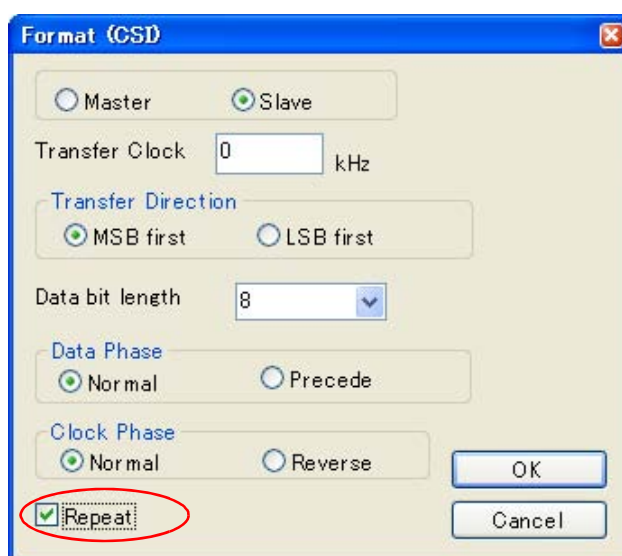 Format (CSI)
Master Slave
Transfer Clock 0 kHz
Transfer Direction
MSB first LSB first
Data bit length 8
Data Phase
Normal Precede
Clock Phase
Normal Reverse
OK
Repeat
Cancel